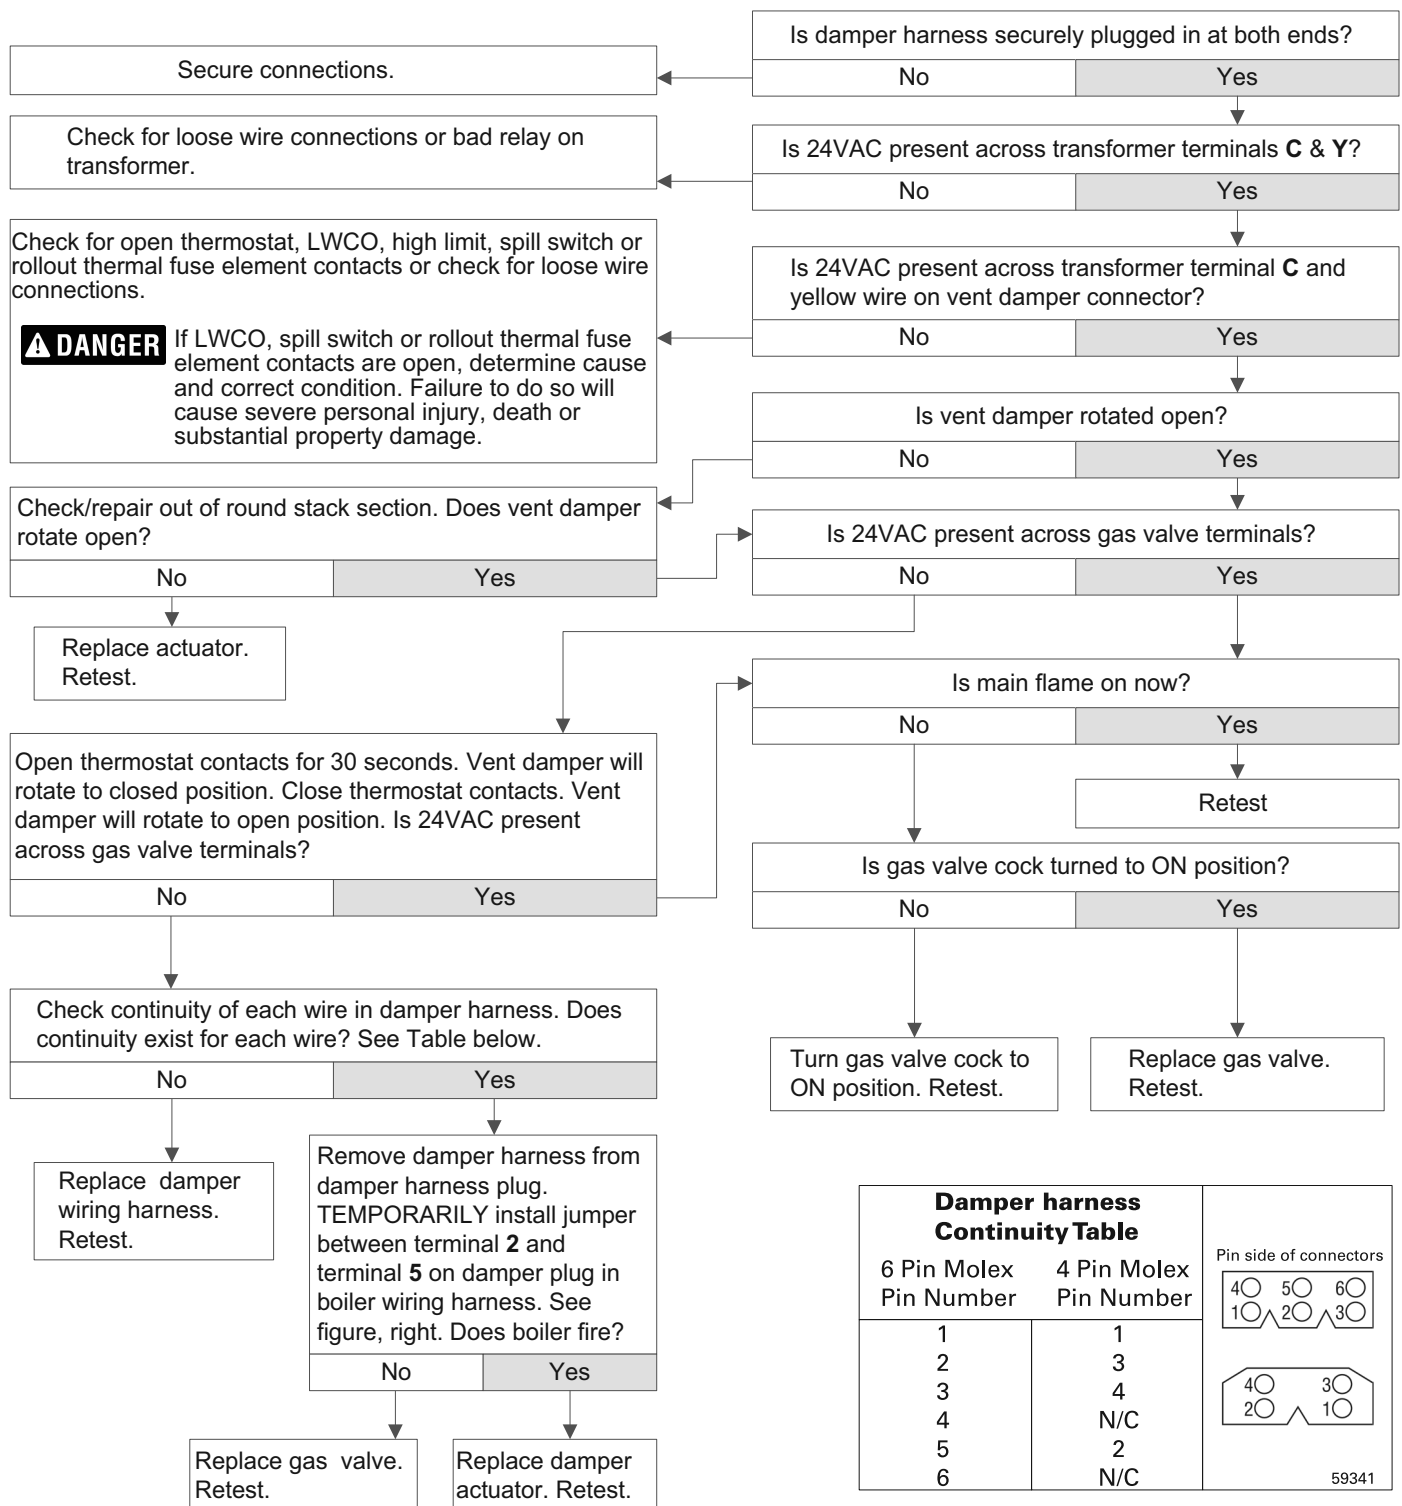 Is damper harness securely plugged in at both ends?
No
Yes
Secure connections.
Is 24VAC present across transformer terminals C & Y?
No
Yes
Check for loose wire connections or bad relay on
transformer.
Is 24VAC present across transformer terminal C and
yellow wire on vent damper connector?
No
Yes
Check for open thermostat, LWCO, high limit, spill switch or
rollout thermal fuse element contacts or check for loose wire
connections.
DANGER
If LWCO, spill switch or rollout thermal fuse
element contacts are open, determine cause
and correct condition. Failure to do so will
cause severe personal injury, death or
substantial property damage.
Is vent damper rotated open?
No
Yes
Check/repair out of round stack section. Does vent damper
rotate open?
No
Yes
Replace actuator.
Retest.
Is 24VAC present across gas valve terminals?
No
Yes
Is main flame on now?
No
Yes
Retest
Open thermostat contacts for 30 seconds. Vent damper will
rotate to closed position. Close thermostat contacts. Vent
damper will rotate to open position. Is 24VAC present
across gas valve terminals?
No
Yes
Is gas valve cock turned to ON position?
No
Yes
Turn gas valve cock to
ON position. Retest.
Replace gas valve.
Retest.
Check continuity of each wire in damper harness. Does
continuity exist for each wire? See Table below.
No
Yes
Replace damper
wiring harness.
Retest.
Remove damper harness from
damper harness plug.
TEMPORARILY install jumper
between terminal 2 and
terminal 5 on damper plug in
boiler wiring harness. See
figure, right. Does boiler fire?
No
Yes
Replace gas valve.
Retest.
Replace damper
actuator. Retest.
Damper harness
Continuity Table
6 Pin Molex
Pin Number
4 Pin Molex
Pin Number
1 1
2 3
3 4
4 N/C
5 2
6 N/C
Pin side of connectors
4 5 6
1 2 3
4 3
2 1
59341